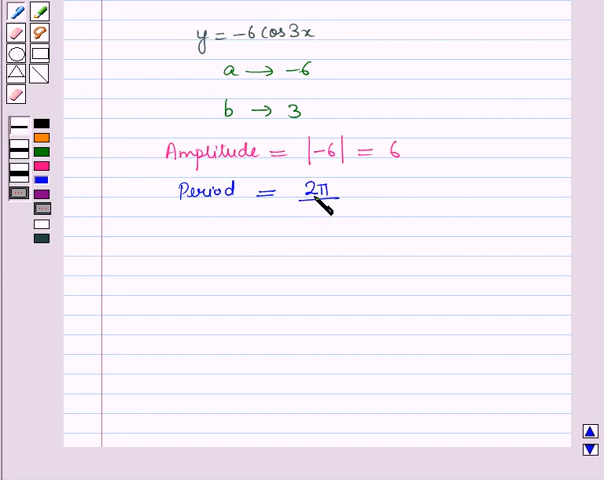 y = -6 cos 3x
a → -6
b → 3
Amplitude = |-6| = 6
Period = 2π